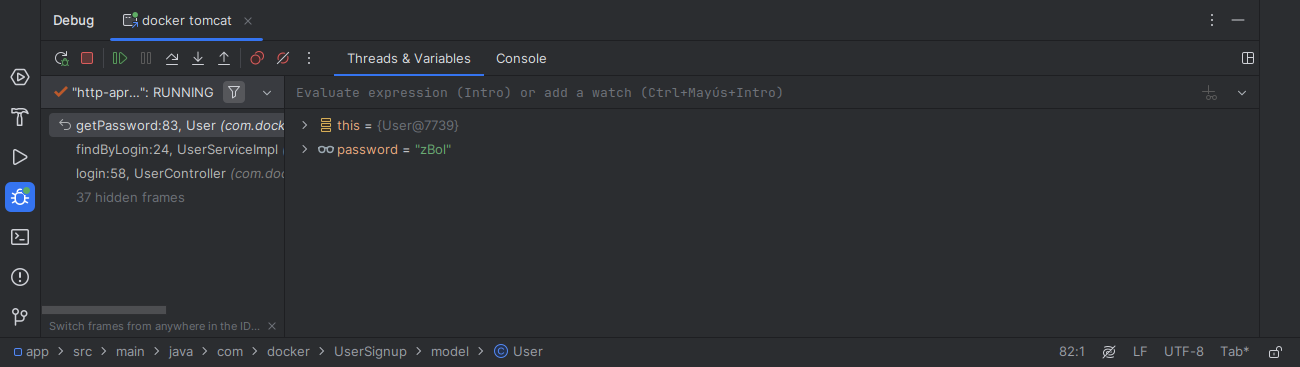 Debug docker tomcat
Threads & Variables Console
"http-apr...": RUNNING
Evaluate expression (Intro) or add a watch (Ctrl+Mayús+Intro)
getPassword:83, User (com.dock
findByLogin:24, UserServiceImpl (
login:58, UserController (com.doc
37 hidden frames
this = {User@7739}
password = "zBol"
Switch frames from anywhere in the ID...
app > src > main > java > com > docker > UserSignup > model > User
82:1 LF UTF-8 Tab*